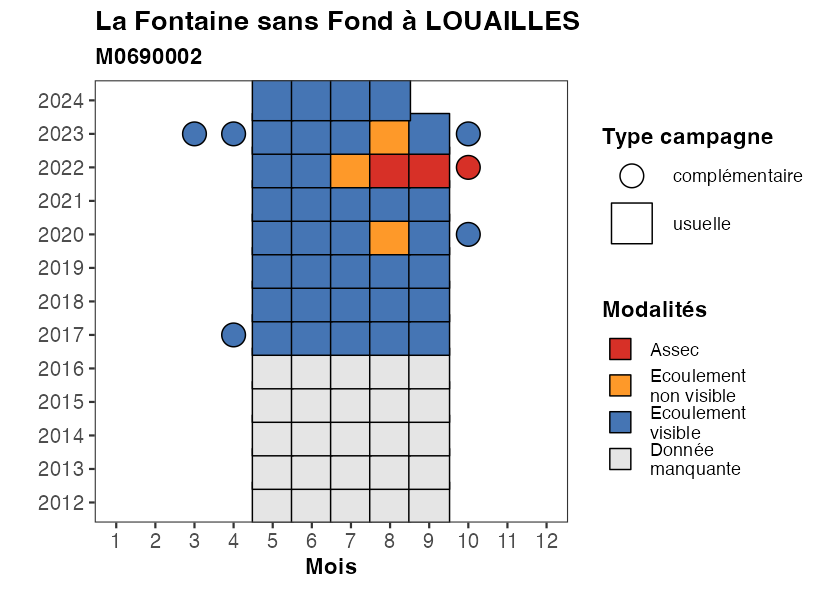 La Fontaine sans Fond à LOUAILLES
M0690002
2024
2023
2022
2021
2020
2019
2018
2017
2016
2015
2014
2013
2012
1 2 3 4 5 6 7 8 9 10 11 12
Mois
Type campagne
complémentaire
usuelle
Modalités
Assec
Ecoulement
non visible
Ecoulement
visible
Donnée
manquante